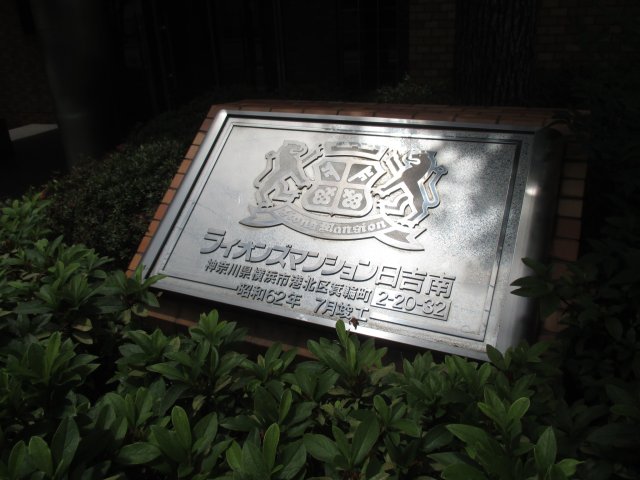 Lions Mansion
ライオンズマンション日吉南
神奈川県横浜市港北区箕輪町 2-20-32
昭和62年 7月竣工